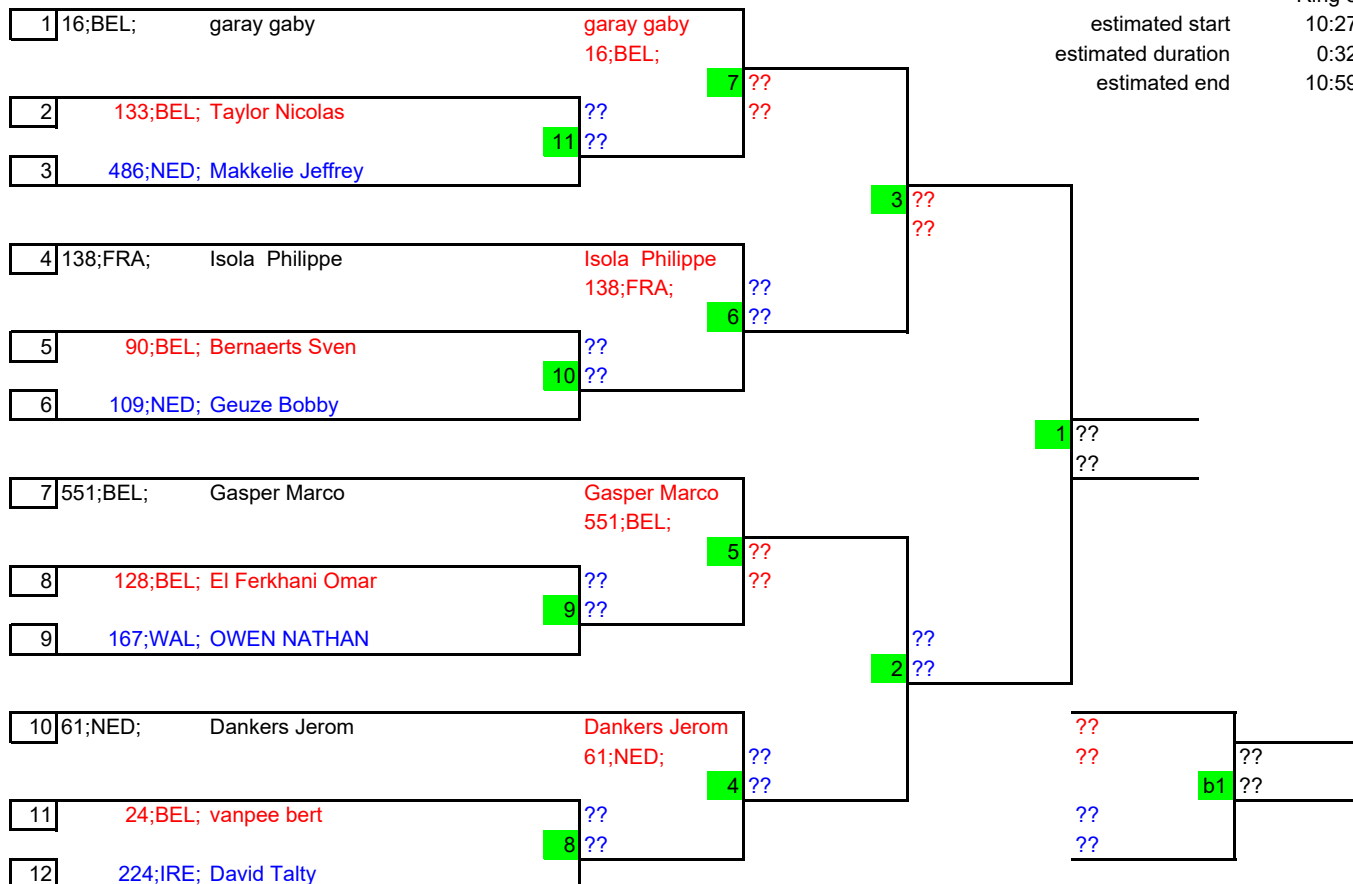 1 16;BEL; garay gaby garay gaby estimated start 10:27
16;BEL; estimated duration 0:32
7 ?? estimated end 10:59
2 133;BEL; Taylor Nicolas ?? ??
11 ??
3 486;NED; Makkelie Jeffrey
3 ??
??
4 138;FRA; Isola Philippe Isola Philippe
138;FRA; ??
6 ??
5 90;BEL; Bernaerts Sven ??
10 ??
6 109;NED; Geuze Bobby
1 ??
??
7 551;BEL; Gasper Marco Gasper Marco
551;BEL;
5 ??
8 128;BEL; El Ferkhani Omar ?? ??
9 ??
9 167;WAL; OWEN NATHAN ??
2 ??
10 61;NED; Dankers Jerom Dankers Jerom ??
61;NED; ?? ?? ??
4 ?? b1 ??
11 24;BEL; vanpee bert ?? ??
8 ?? ??
12 224;IRE; David Talty